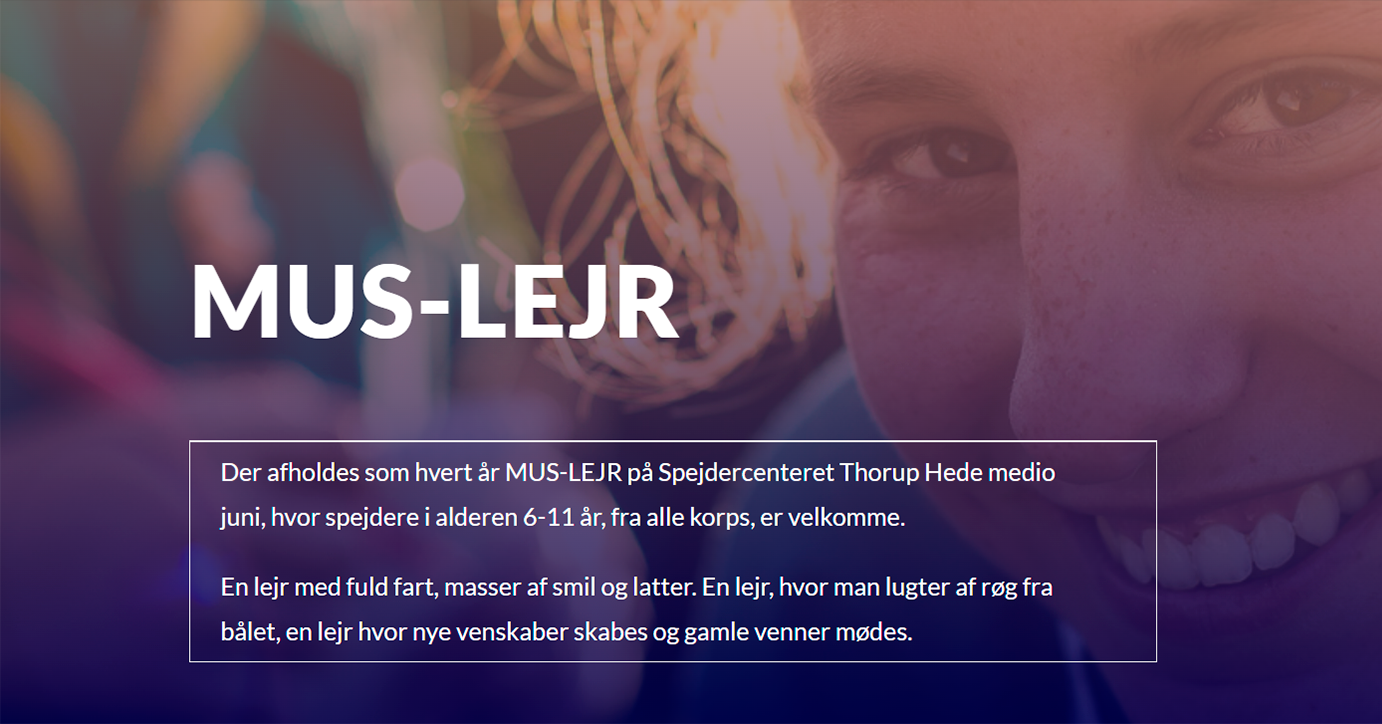 MUS-LEJR
Der afholdes som hvert år MUS-LEJR på Spejdercenteret Thorup Hede medio
juni, hvor spejdere i alderen 6-11 år, fra alle korps, er velkomme.
En lejr med fuld fart, masser af smil og latter. En lejr, hvor man lugter af røg fra
bålet, en lejr hvor nye venskaber skabes og gamle venner mødes.